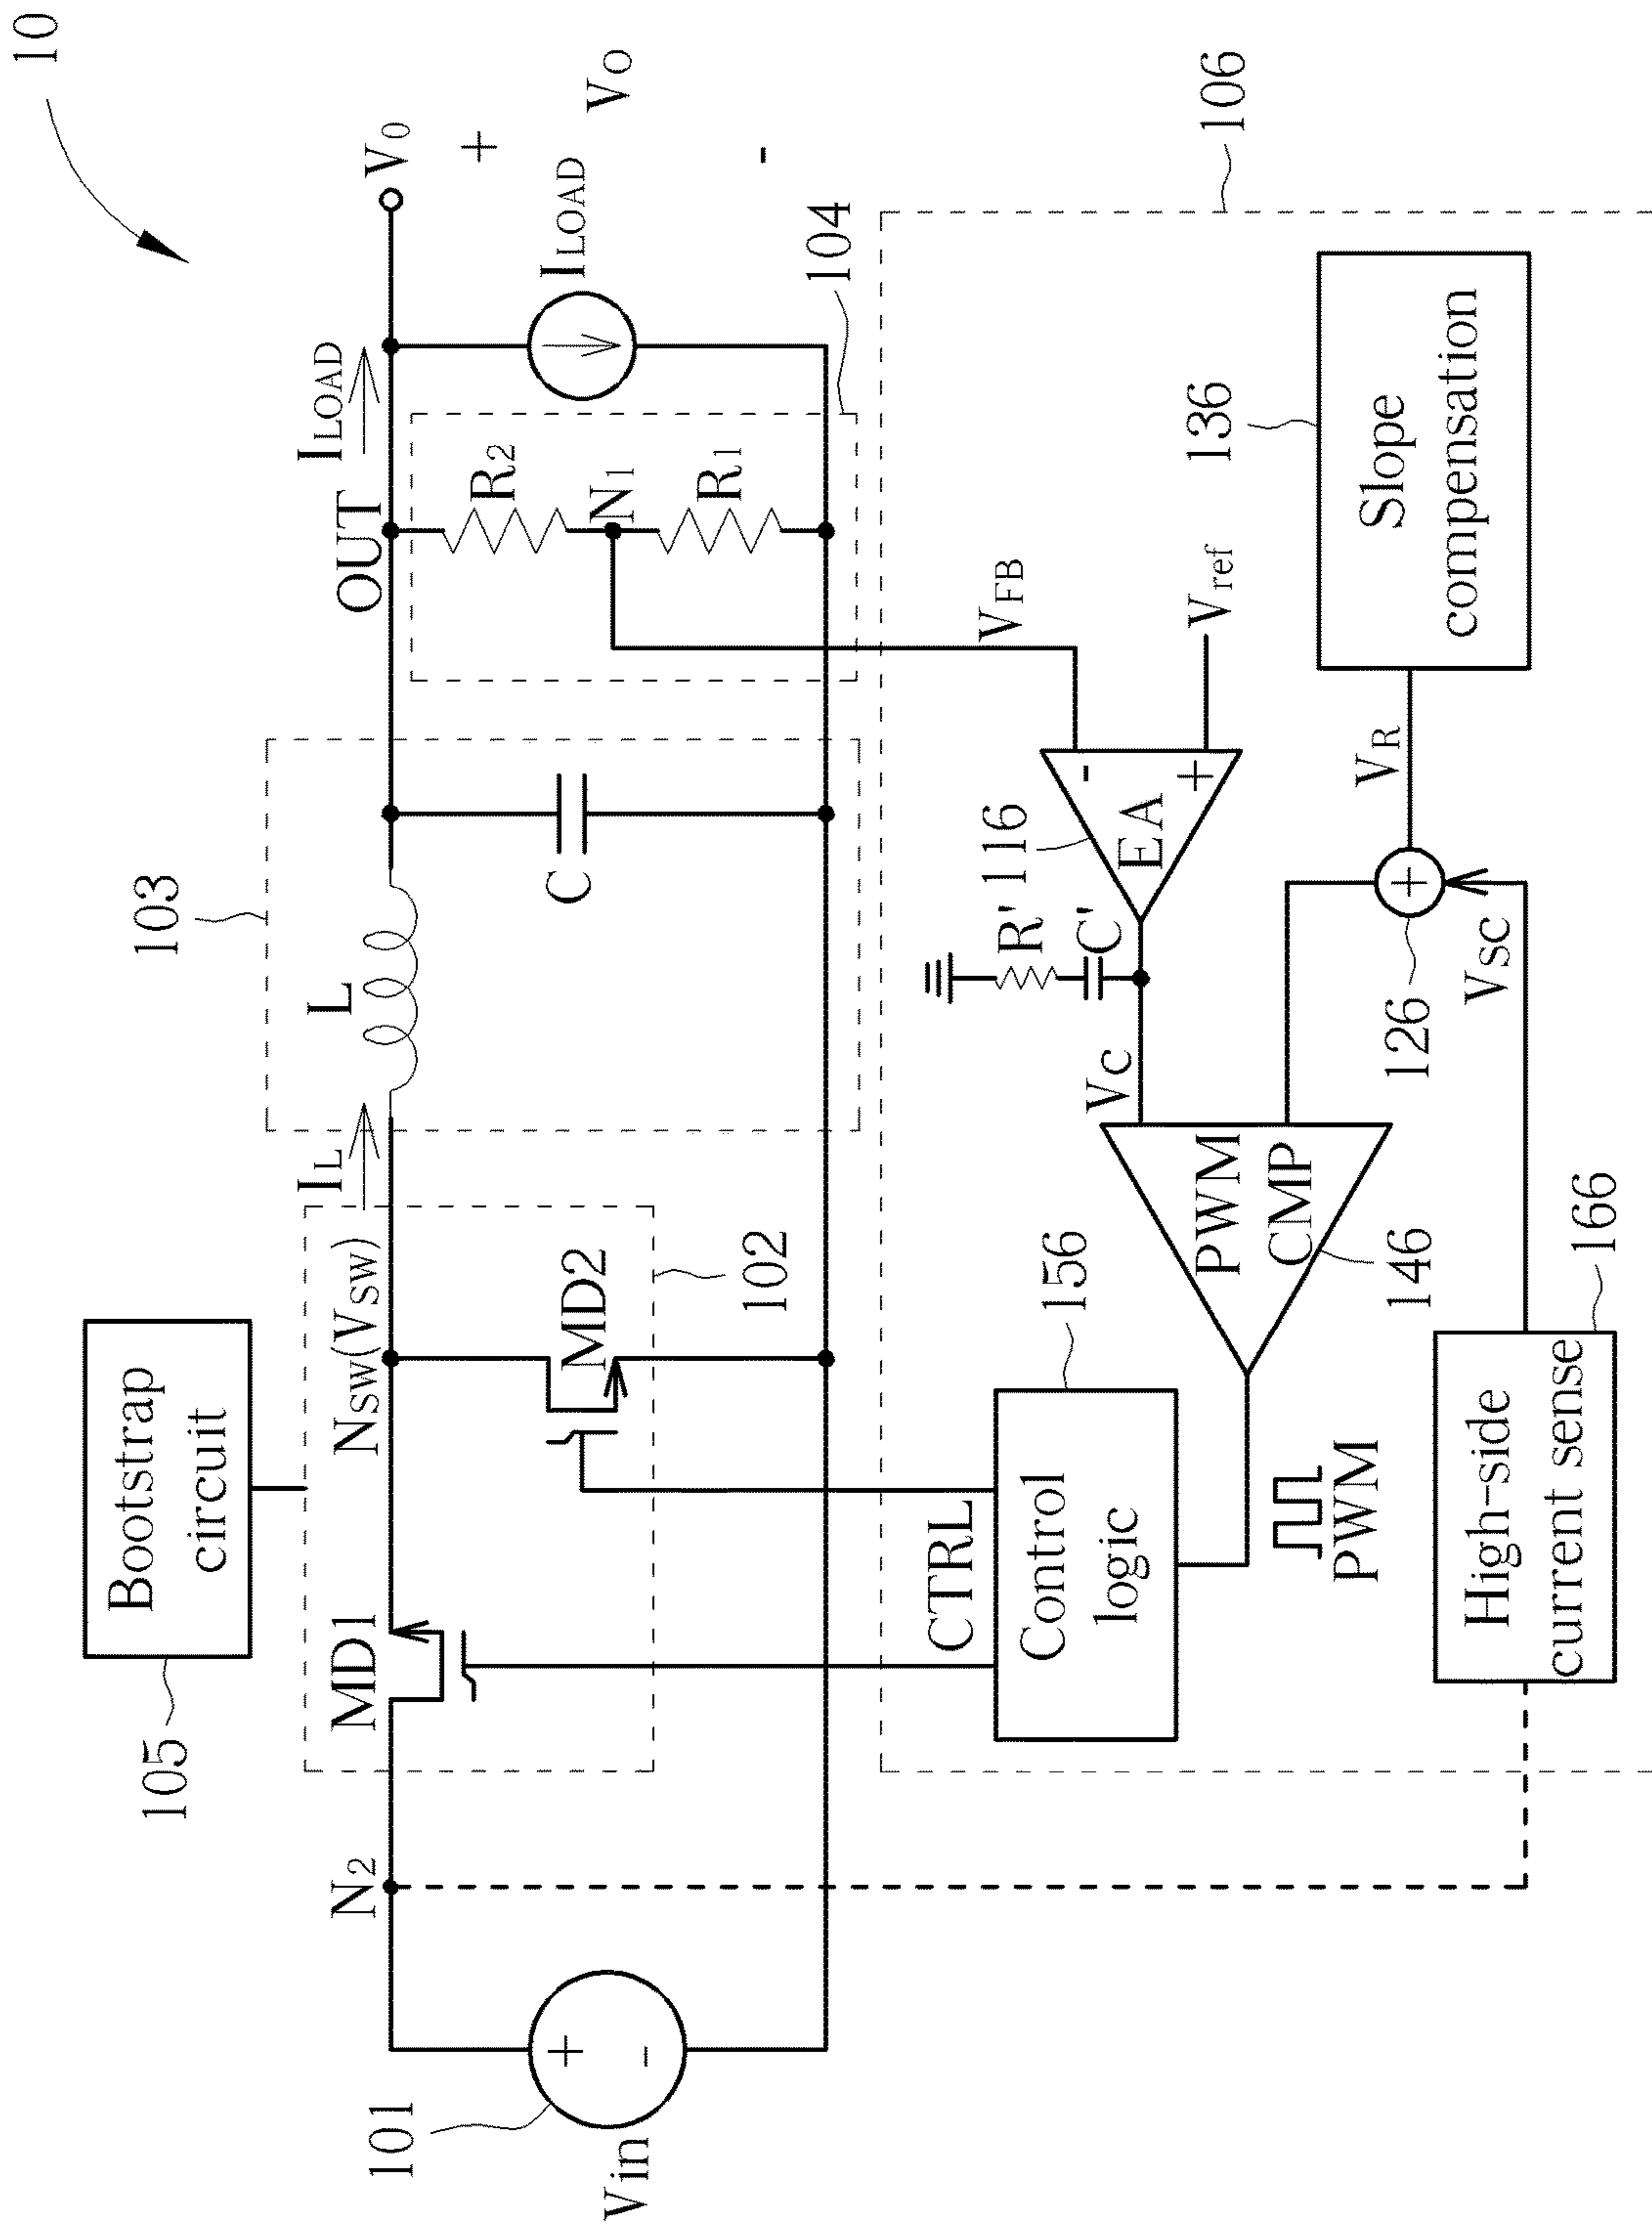 10
Bootstrap
circuit
105
103
102
104
106
101
Vin
+
-
N2
MD1
NSW(VSW)
MD2
IL
L
C
OUT
ILOAD
R2
N1
R1
ILOAD
V0
+
VO
-
CTRL
Control
logic
156
PWM
PWM
CMP
146
VC
R'
C'
116
EA
-
+
VFB
Vref
136
Slope
compensation
VR
+
126
VSC
High-side
current sense
166